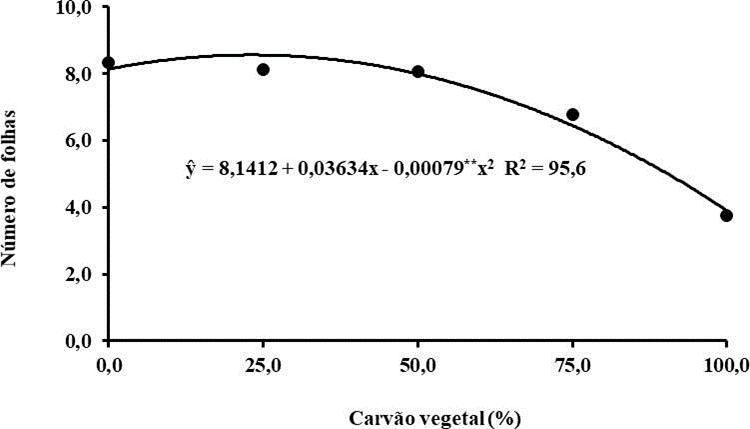 10,0
8,0
6,0
4,0
2,0
0,0
Número de folhas
ŷ = 8,1412 + 0,03634x - 0,00079**x² R² = 95,6
0,0 25,0 50,0 75,0 100,0
Carvão vegetal (%)